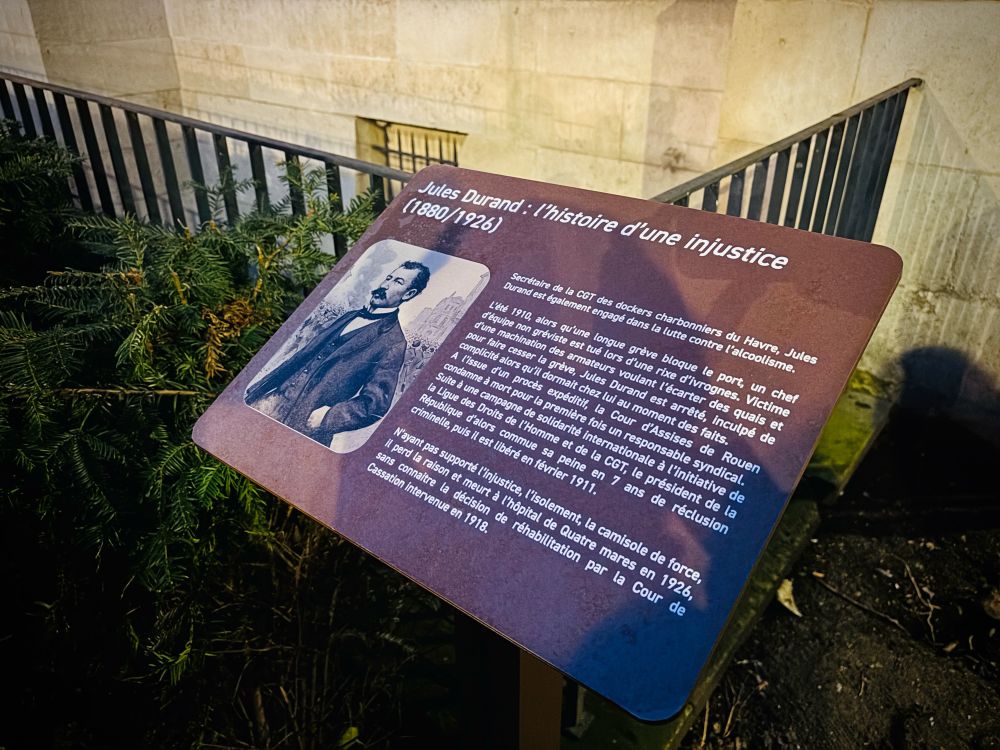 Jules Durand : l'histoire d'une injustice
(1880/1926)
Secrétaire de la CGT des dockers charbonniers du Havre, Jules
Durand est également engagé dans la lutte contre l'alcoolisme.
L'été 1910, alors qu'une longue grève bloque le port, un chef
d'équipe non gréviste est tué lors d'une rixe d'ivrognes. Victime
d'une machination des armateurs voulant l'écarter des quais et
pour faire cesser la grève, Jules Durand est arrêté, inculpé de
complicité alors qu'il dormait chez lui au moment des faits.
A l'issue d'un procès expéditif, la Cour d'Assises de Rouen
condamne à mort pour la première fois un responsable syndical.
Suite à une campagne de solidarité internationale à l'initiative de
la Ligue des Droits de l'Homme et de la CGT, le président de la
République d'alors commue sa peine en 7 ans de réclusion
criminelle, puis il est libéré en février 1911.
N'ayant pas supporté l'injustice, l'isolement, la camisole de force,
il perd la raison et meurt à l'hôpital de Quatre mares en 1926,
sans connaître la décision de réhabilitation par la Cour de
Cassation intervenue en 1918.